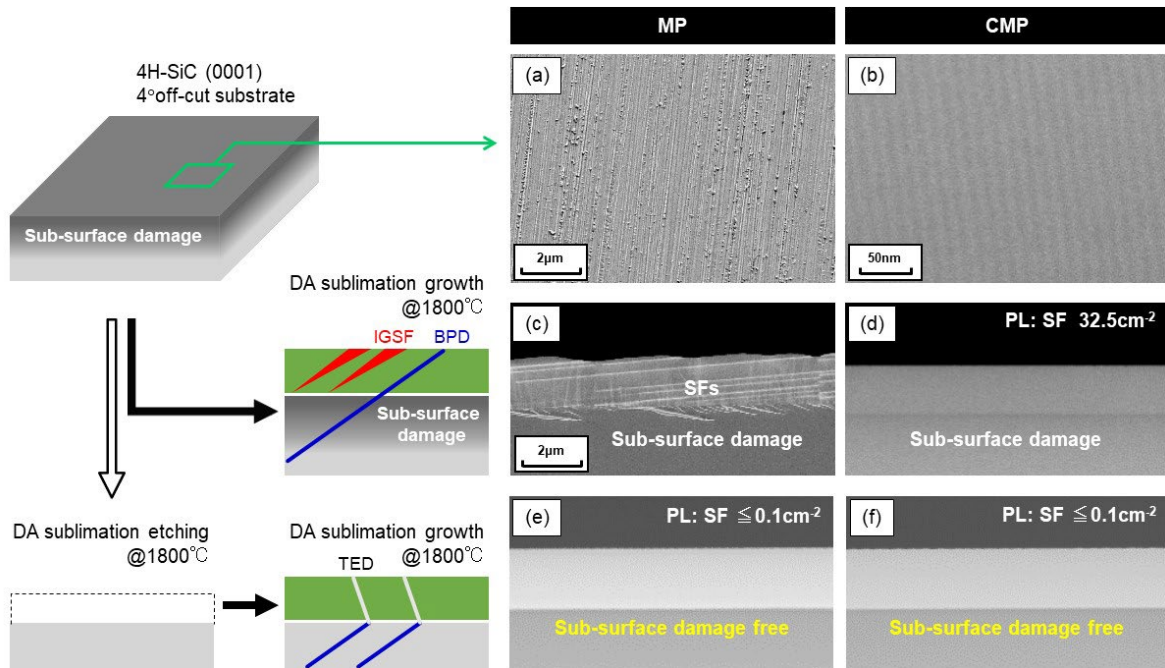 MP
CMP
4H-SiC (0001)
4°off-cut substrate
Sub-surface damage
(a)
2μm
(b)
50nm
DA sublimation growth
@1800℃
IGSF
BPD
Sub-surface
damage
(c)
SFs
Sub-surface damage
2μm
(d)
PL: SF 32.5cm-2
Sub-surface damage
DA sublimation etching
@1800℃
DA sublimation growth
@1800℃
TED
(e)
PL: SF ≦0.1cm-2
Sub-surface damage free
(f)
PL: SF ≦0.1cm-2
Sub-surface damage free